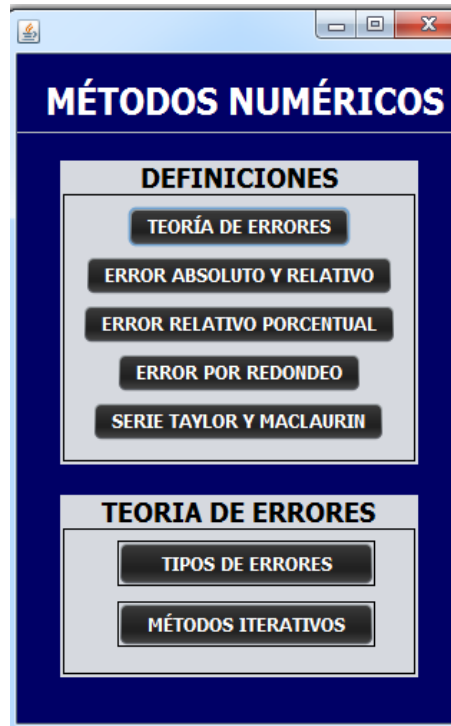 MÉTODOS NUMÉRICOS
DEFINICIONES
TEORÍA DE ERRORES
ERROR ABSOLUTO Y RELATIVO
ERROR RELATIVO PORCENTUAL
ERROR POR REDONDEO
SERIE TAYLOR Y MACLAURIN
TEORIA DE ERRORES
TIPOS DE ERRORES
MÉTODOS ITERATIVOS